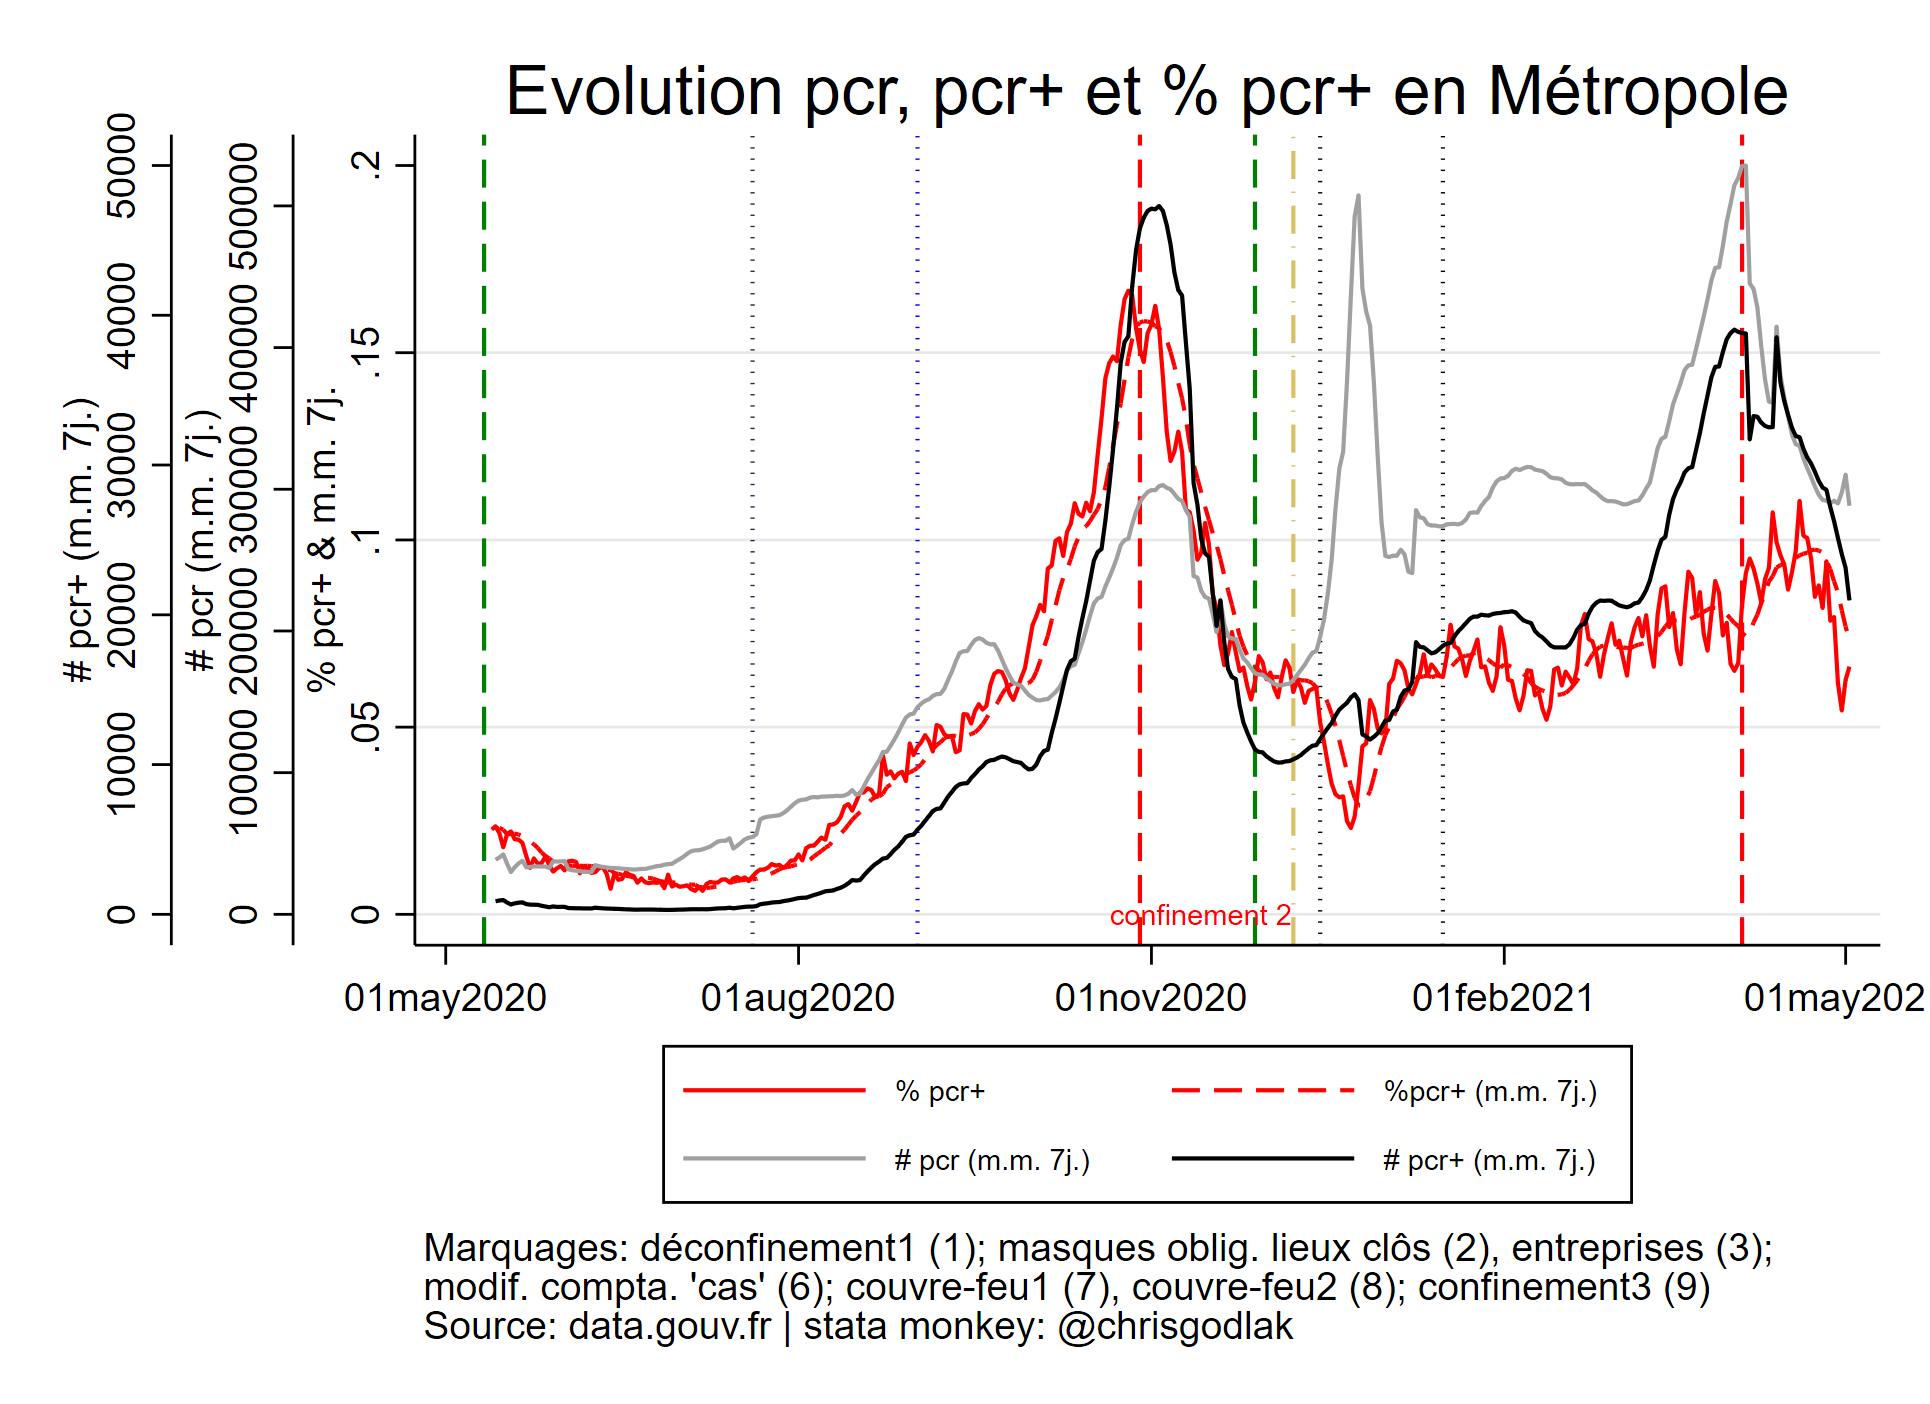 Evolution pcr, pcr+ et % pcr+ en Métropole
# pcr+ (m.m. 7j.)
0 10000 20000 30000 40000 50000
# pcr (m.m. 7j.)
0 100000 200000 300000 400000 500000
% pcr+ & m.m. 7j.
0 .05 .1 .15 .2
confinement 2
01may2020 01aug2020 01nov2020 01feb2021 01may202
% pcr+ %pcr+ (m.m. 7j.)
# pcr (m.m. 7j.) # pcr+ (m.m. 7j.)
Marquages: déconfinement1 (1); masques oblig. lieux clôs (2), entreprises (3);
modif. compta. 'cas' (6); couvre-feu1 (7), couvre-feu2 (8); confinement3 (9)
Source: data.gouv.fr | stata monkey: @chrisgodlak